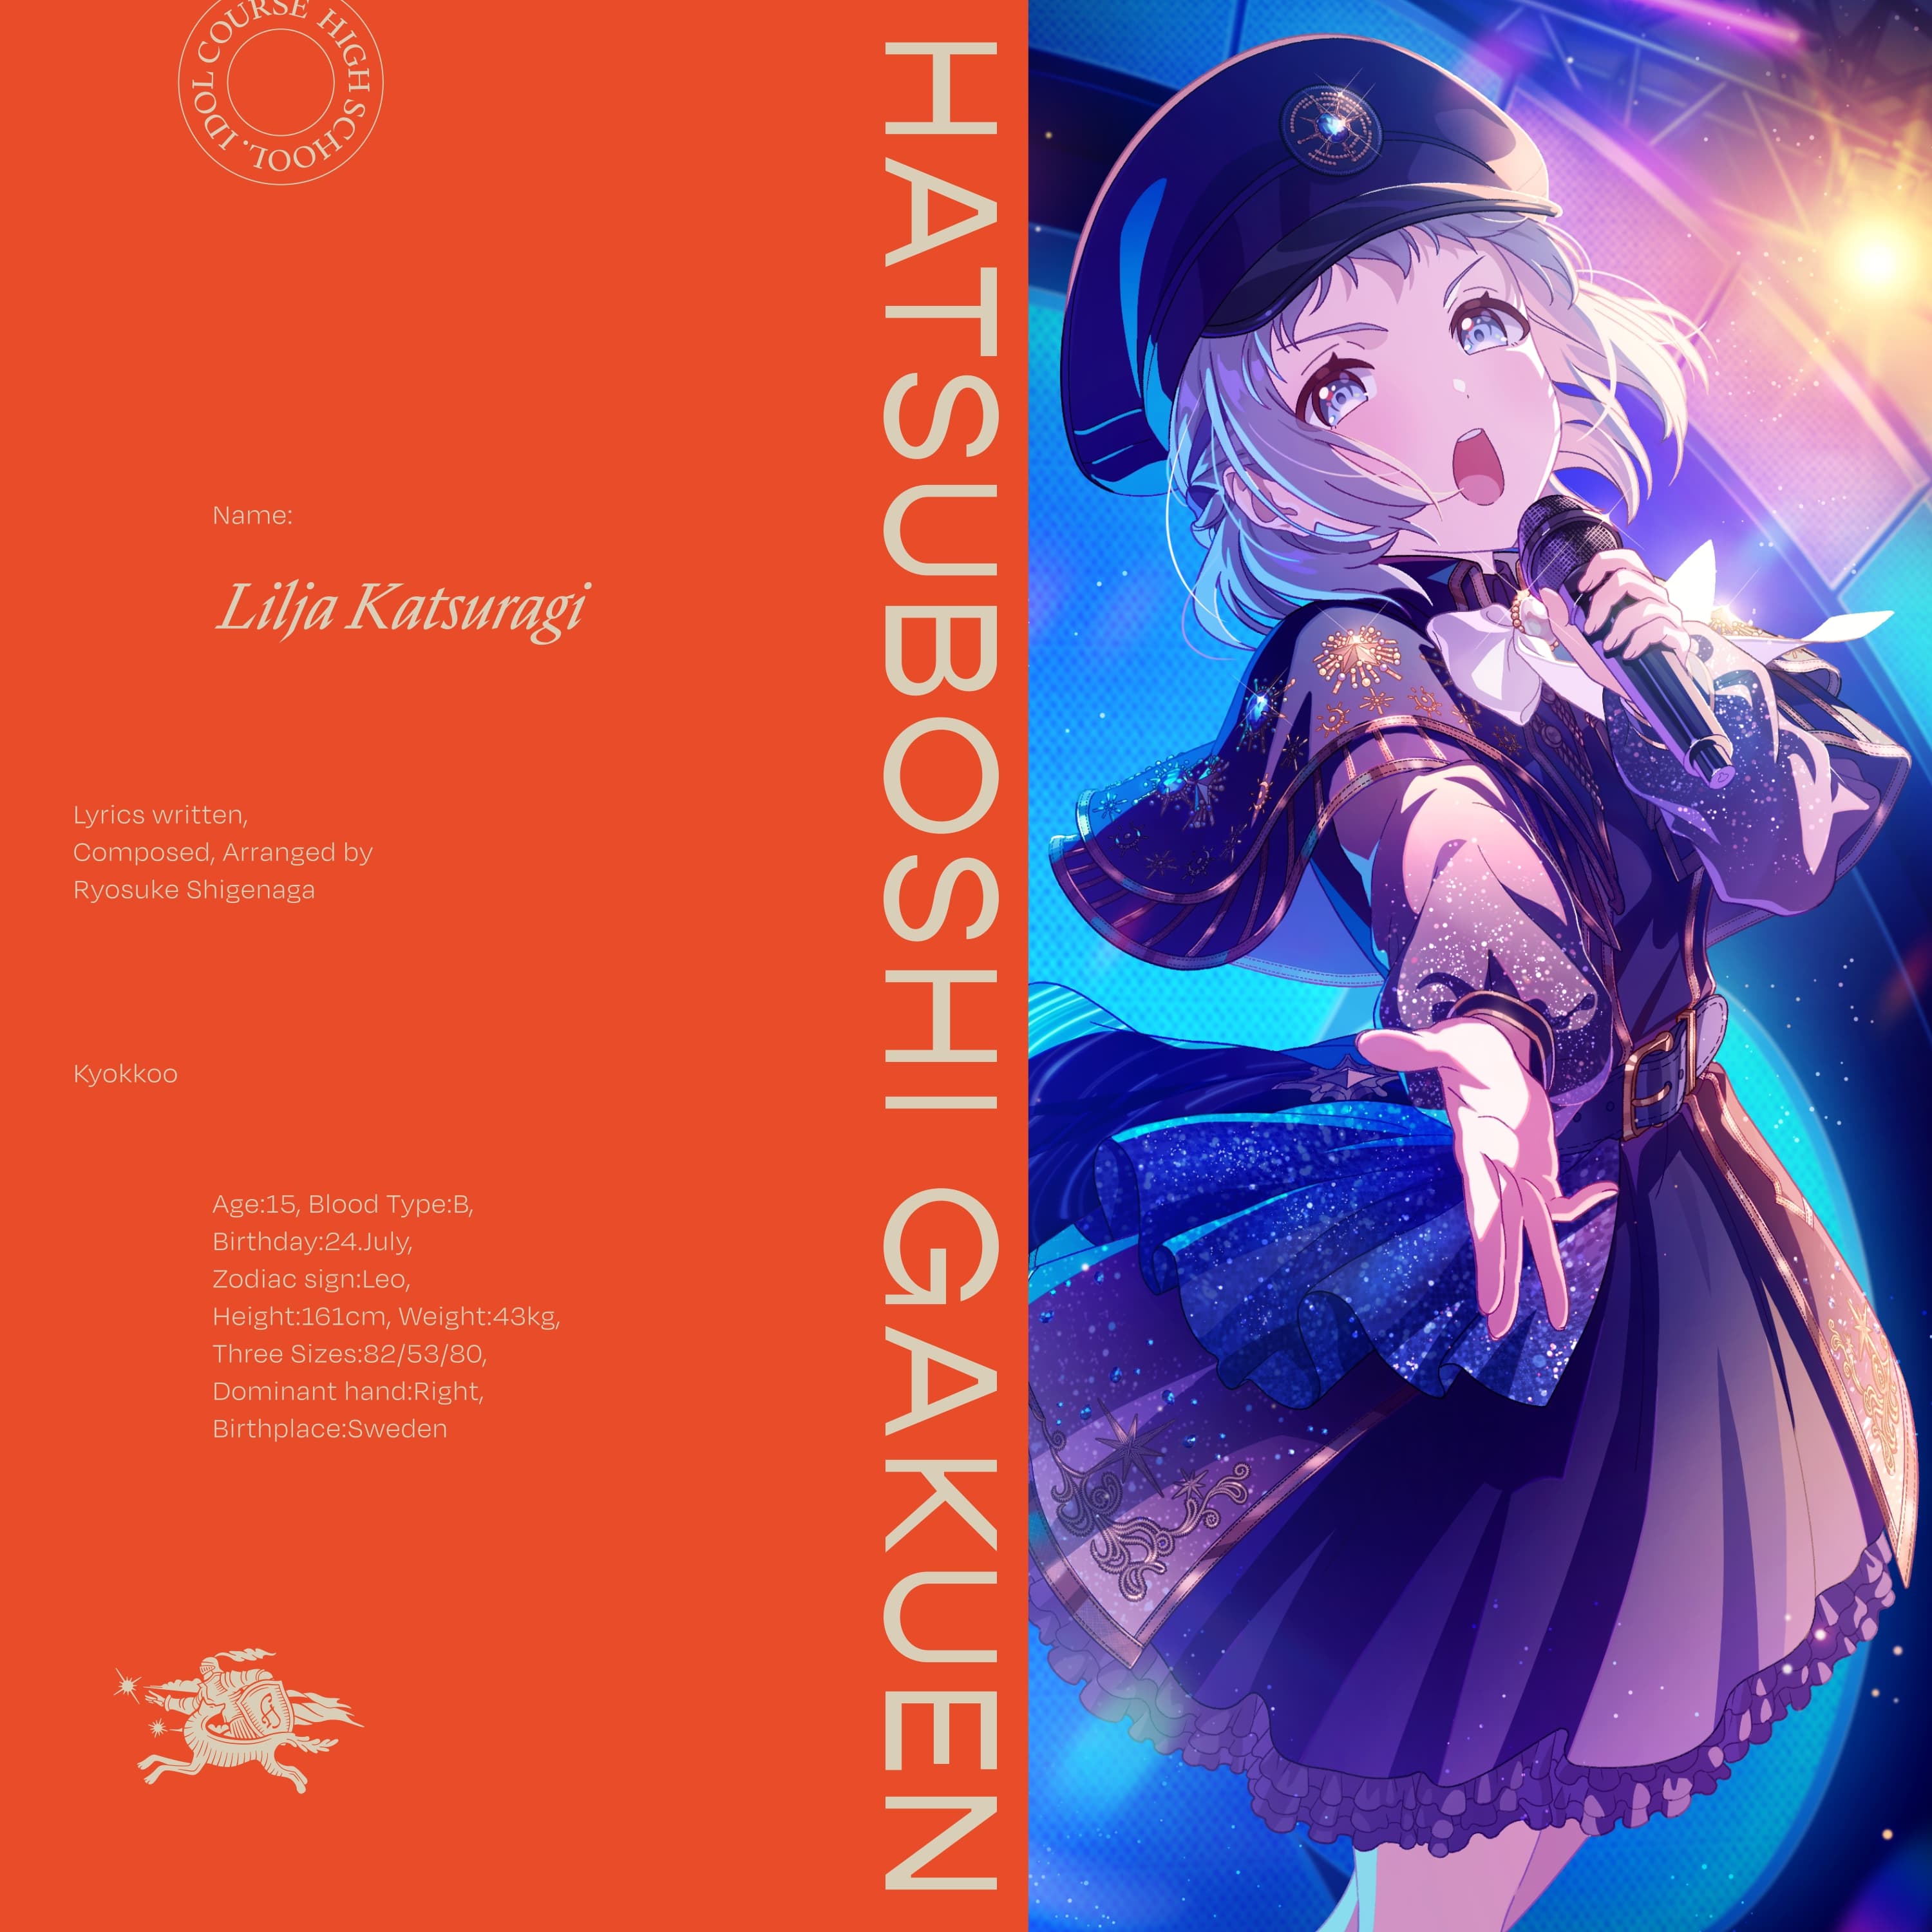 IDOL COURSE HIGH SCHOOL.
HATSUBOSHI GAKUEN
Name:
Lilja Katsuragi
Lyrics written,
Composed, Arranged by
Ryosuke Shigenaga
Kyokkoo
Age:15, Blood Type:B,
Birthday:24.July,
Zodiac sign:Leo,
Height:161cm, Weight:43kg,
Three Sizes:82/53/80,
Dominant hand:Right,
Birthplace:Sweden